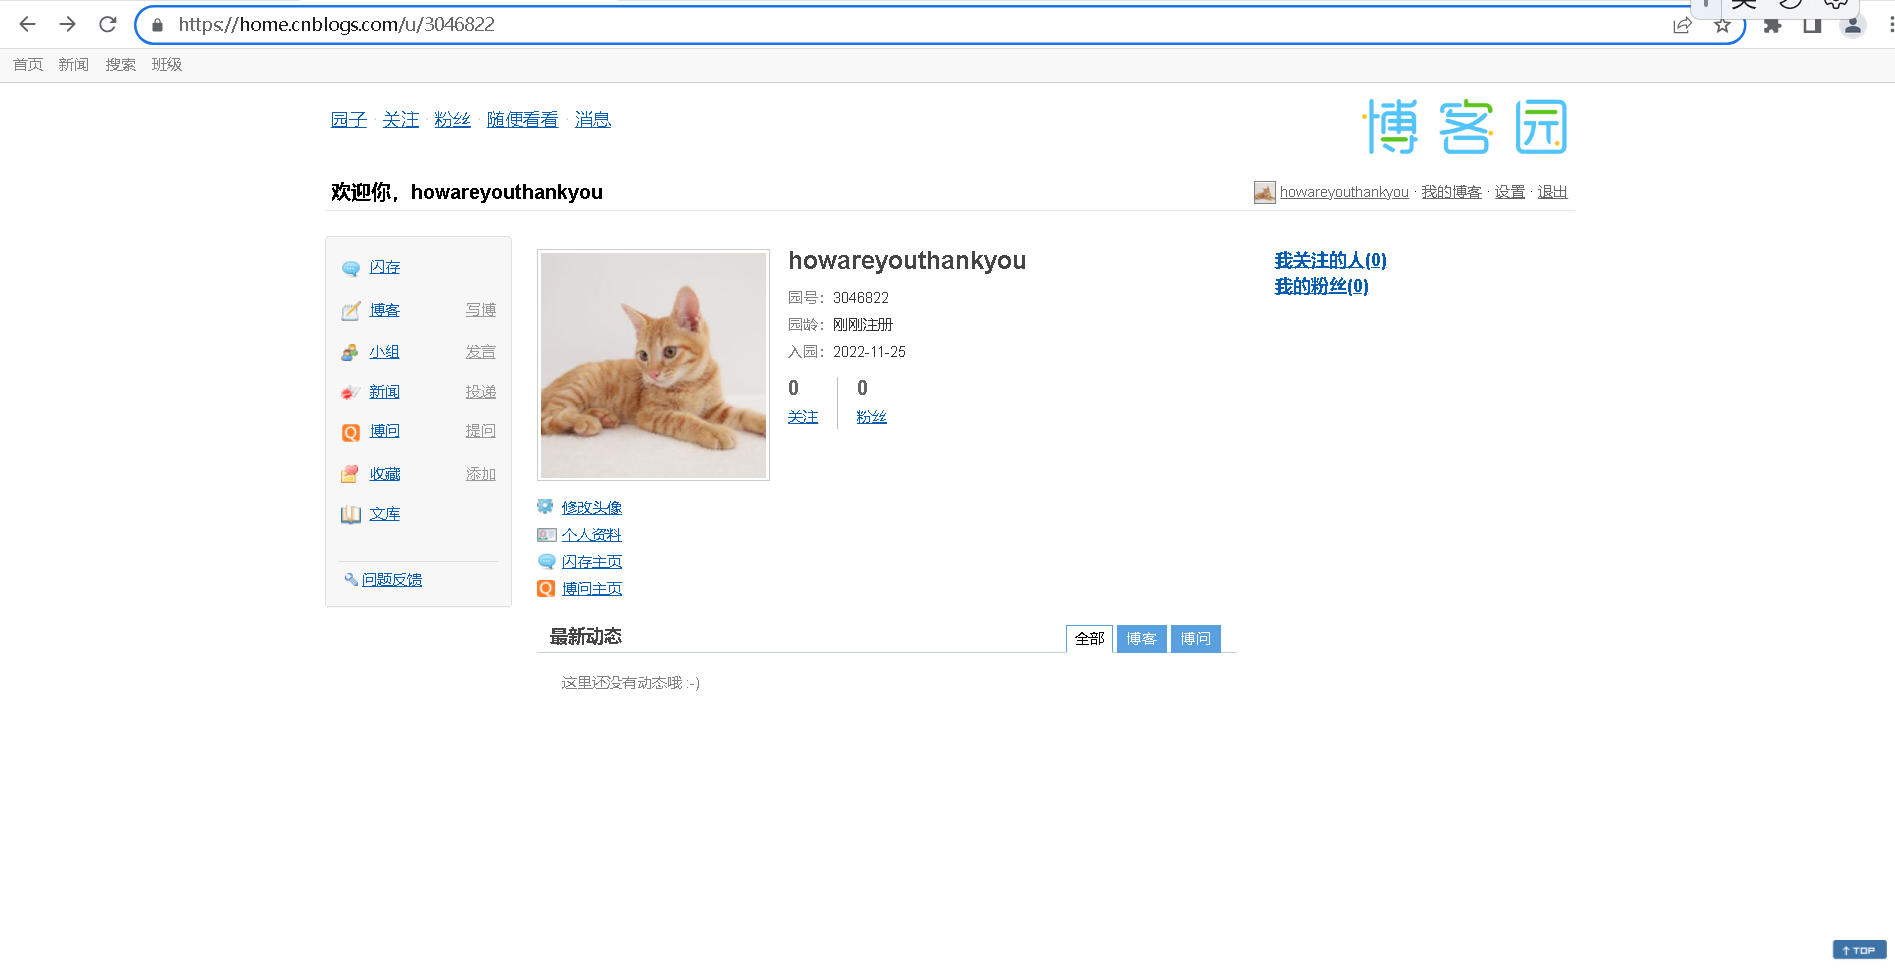 https://home.cnblogs.com/u/3046822
首页 新闻 搜索 班级
园子 · 关注 · 粉丝 · 随便看看 · 消息
博客园
欢迎你，howareyouthankyou
howareyouthankyou · 我的博客 · 设置 · 退出
闪存
博客 写博
小组 发言
新闻 投递
博问 提问
收藏 添加
文库
问题反馈
howareyouthankyou
园号：3046822
园龄：刚刚注册
入园：2022-11-25
0 0
关注 粉丝
我关注的人(0)
我的粉丝(0)
修改头像
个人资料
闪存主页
博问主页
最新动态
全部 博客 博问
这里还没有动态哦 :-)
TOP